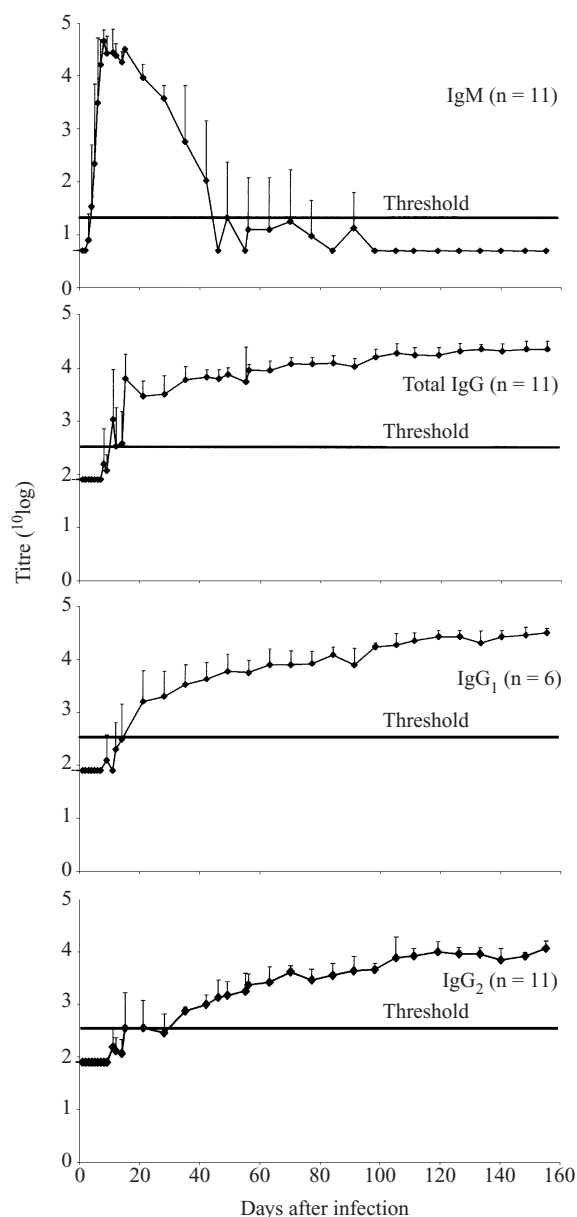 5
4
IgM (n = 11)
3
2
Threshold
1
0
5
4
Total IgG (n = 11)
3
Threshold
2
1
0
5
4
IgG₁ (n = 6)
3
Threshold
2
1
0
5
4
IgG₂ (n = 11)
3
Threshold
2
1
0
Titre (¹⁰log)
0 20 40 60 80 100 120 140 160
Days after infection